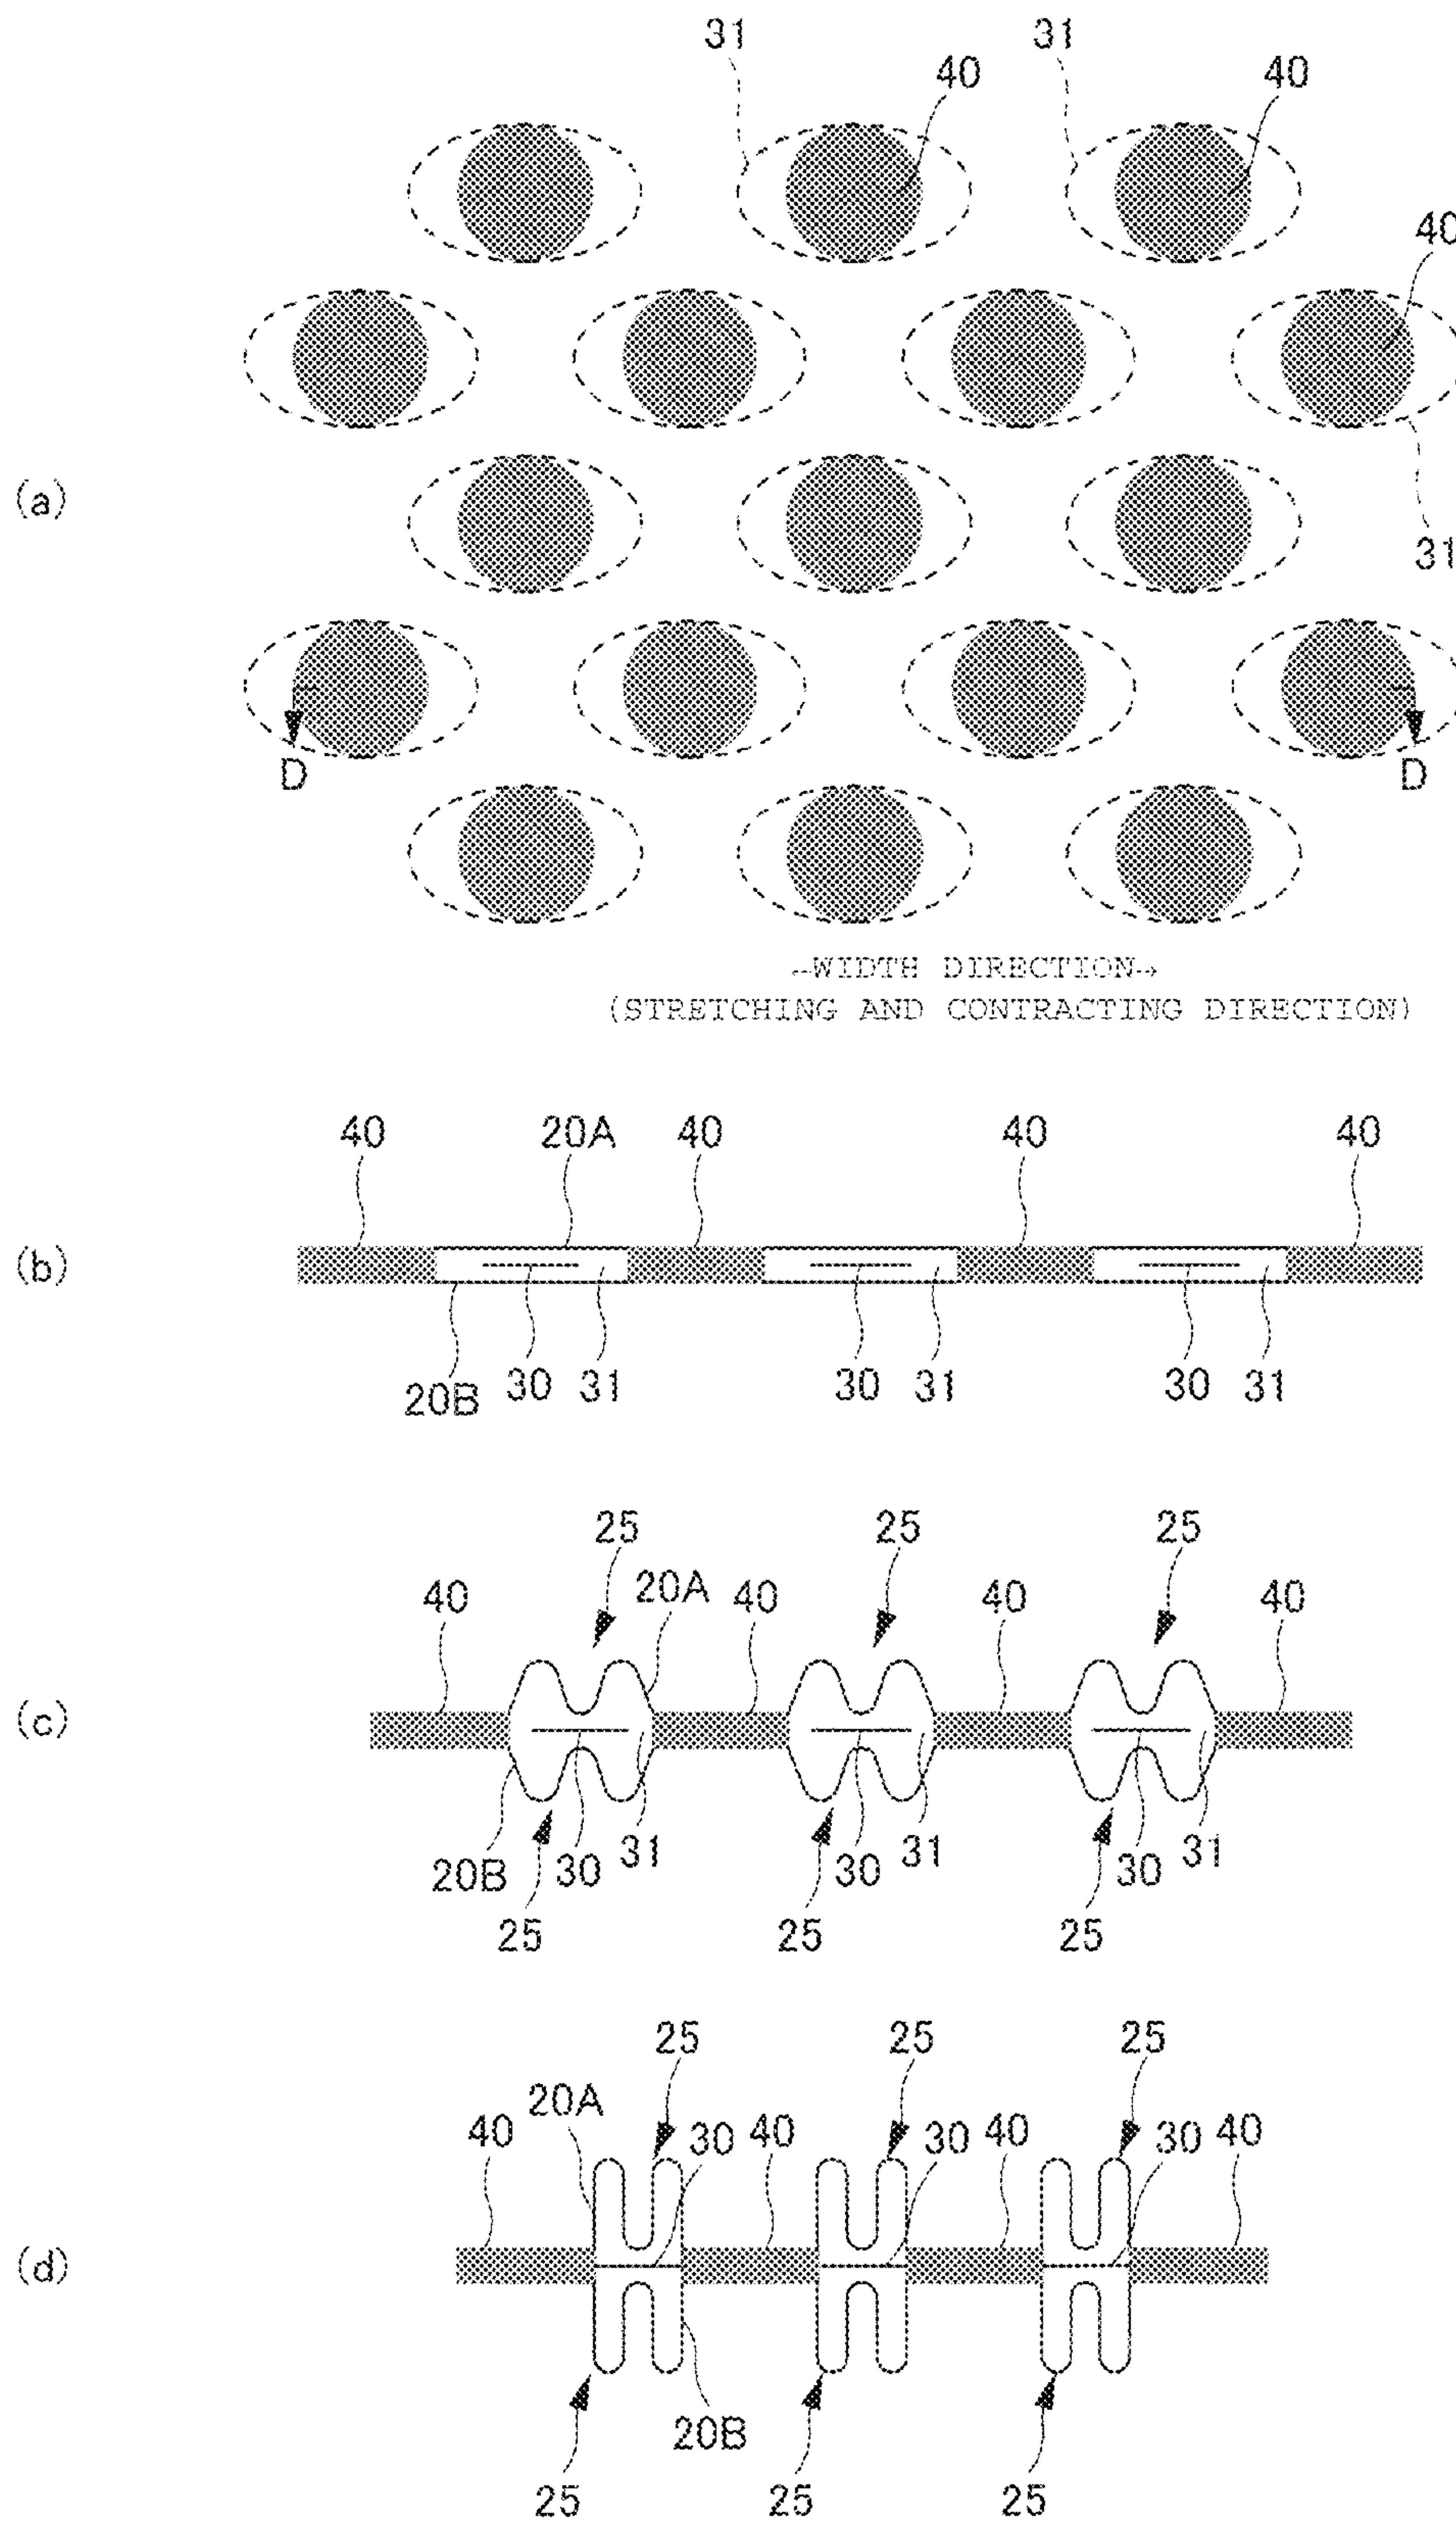 31 31
40 40
40
(a)
31
D D
←WIDTH DIRECTION→
(STRETCHING AND CONTRACTING DIRECTION)
40 20A 40 40 40
(b)
20B 30 31 30 31 30 31
25 25 25
40 20A 40 40 40
(c)
20B 30 31 30 31 30 31
25 25 25
25 25 25
20A
40 30 40 30 40 30 40
(d)
20B
25 25 25